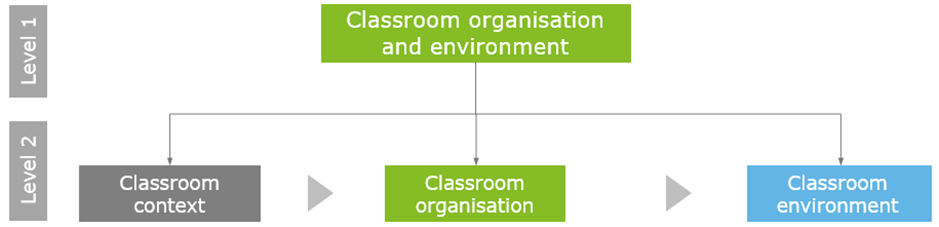 Level 1
Classroom organisation
and environment
Level 2
Classroom
context
Classroom
organisation
Classroom
environment